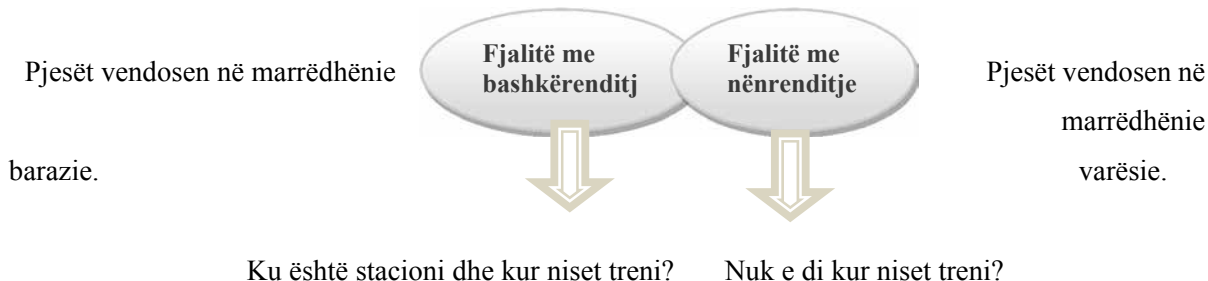 Pjesët vendosen në marrëdhënie
barazie.
Fjalitë me
bashkërenditj
Fjalitë me
nënrenditje
Pjesët vendosen në
marrëdhënie
varësie.
Ku është stacioni dhe kur niset treni?
Nuk e di kur niset treni?